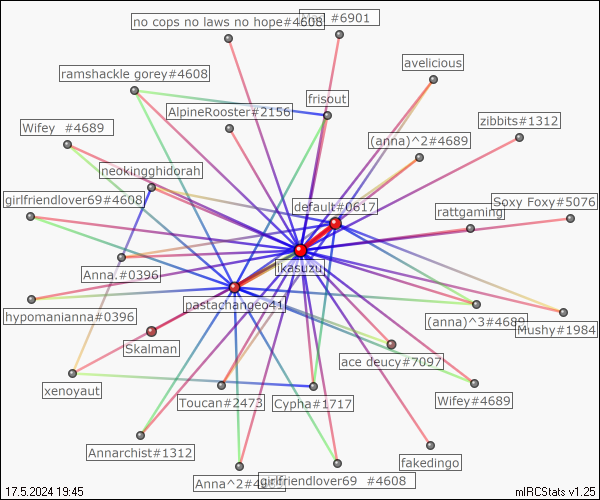 no cops no laws no hope#4608
#6901
avelicious
ramshackle gorey#4608
frisout
AlpineRooster#2156
zibbits#1312
Wifey #4689
(anna)^2#4689
neokingghidorah
girlfriendlover69#4608
default#0617
Soxy Foxy#5076
rattgaming
Anna.#0396
ikasuzu
pastachangeo41
hypomanianna#0396
(anna)^3#4689
Mushy#1984
Skalman
ace deucy#7097
xenoyaut
Toucan#2473
Cypha#1717
Wifey#4689
Annarchist#1312
fakedingo
Anna^2#4689
girlfriendlover69 #4608
17.5.2024 19:45
mIRCStats v1.25